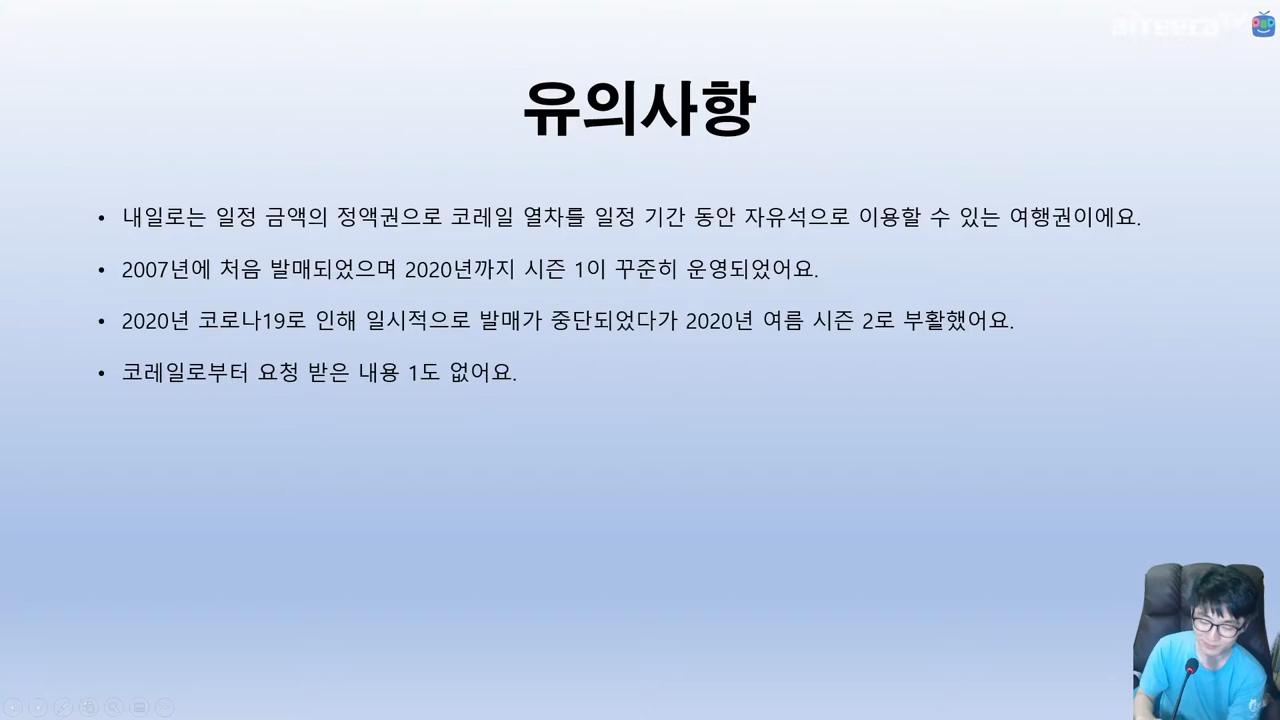 aifeeraTV
유의사항
• 내일로는 일정 금액의 정액권으로 코레일 열차를 일정 기간 동안 자유석으로 이용할 수 있는 여행권이에요.
• 2007년에 처음 발매되었으며 2020년까지 시즌 1이 꾸준히 운영되었어요.
• 2020년 코로나19로 인해 일시적으로 발매가 중단되었다가 2020년 여름 시즌 2로 부활했어요.
• 코레일로부터 요청 받은 내용 1도 없어요.